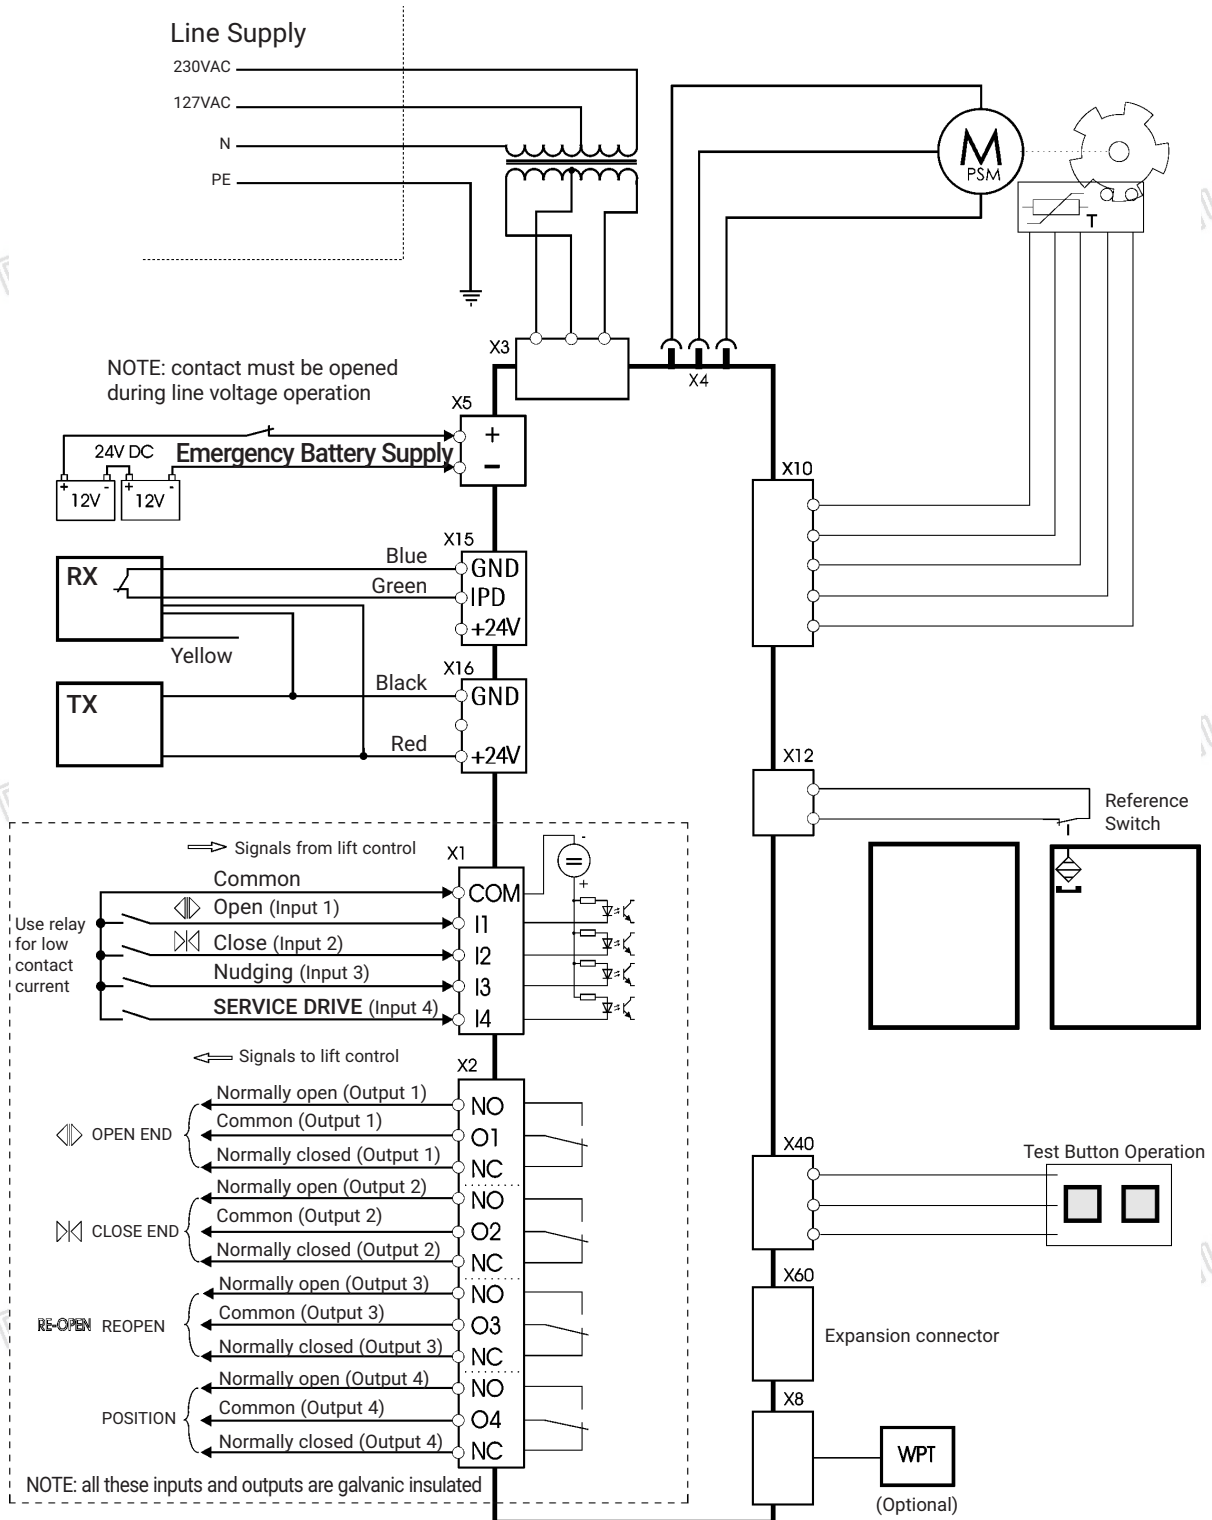 Line Supply
230VAC
127VAC
N
PE
M
PSM
T
X3
X4
NOTE: contact must be opened
during line voltage operation
X5
+
24V DC
Emergency Battery Supply
−
+ -
+ -
12V
12V
X10
X15
RX
Blue
GND
Green
IPD
+24V
Yellow
X16
TX
Black
GND
Red
+24V
X12
Reference
Switch
Signals from lift control
X1
-
=
+
Common
COM
Open (Input 1)
I1
Use relay
for low
contact
current
Close (Input 2)
I2
Nudging (Input 3)
I3
SERVICE DRIVE (Input 4)
I4
Signals to lift control
X2
Normally open (Output 1)
NO
OPEN END
Common (Output 1)
O1
Normally closed (Output 1)
NC
Normally open (Output 2)
NO
CLOSE END
Common (Output 2)
O2
Normally closed (Output 2)
NC
Normally open (Output 3)
NO
RE-OPEN REOPEN
Common (Output 3)
O3
Normally closed (Output 3)
NC
Normally open (Output 4)
NO
POSITION
Common (Output 4)
O4
Normally closed (Output 4)
NC
NOTE: all these inputs and outputs are galvanic insulated
X40
Test Button Operation
X60
Expansion connector
X8
WPT
(Optional)